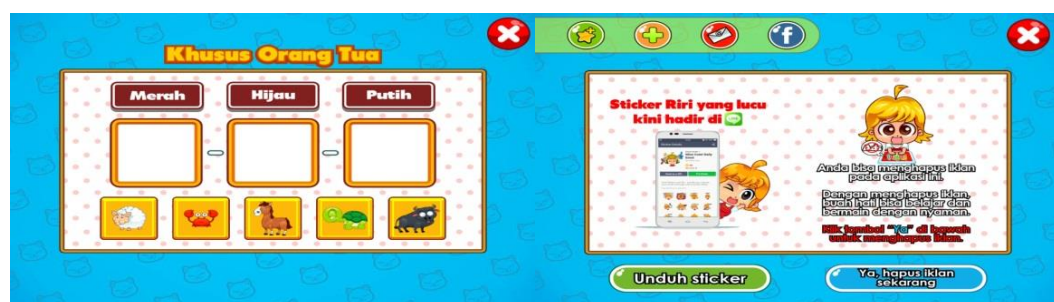 Khusus Orang Tua
Merah
Hijau
Putih
-
-
Sticker Riri yang lucu
kini hadir di
Anda bisa menghapus iklan
pada aplikasi ini.
Dengan menghapus iklan,
buah hati bisa belajar dan
bermain dengan nyaman.
Klik tombol "Ya" di bawah
untuk menghapus iklan.
Unduh sticker
Ya, hapus iklan
sekarang